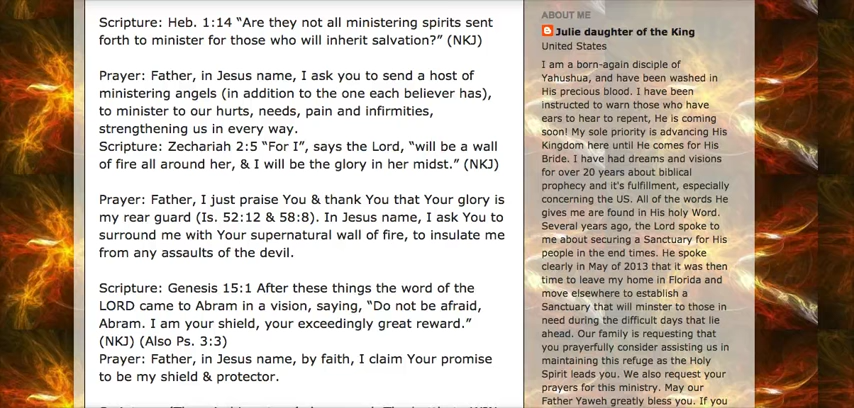 Scripture: Heb. 1:14 “Are they not all ministering spirits sent
forth to minister for those who will inherit salvation?” (NKJ)
Prayer: Father, in Jesus name, I ask you to send a host of
ministering angels (in addition to the one each believer has),
to minister to our hurts, needs, pain and infirmities,
strengthening us in every way.
Scripture: Zechariah 2:5 “For I”, says the Lord, “will be a wall
of fire all around her, & I will be the glory in her midst.” (NKJ)
Prayer: Father, I just praise You & thank You that Your glory is
my rear guard (Is. 52:12 & 58:8). In Jesus name, I ask You to
surround me with Your supernatural wall of fire, to insulate me
from any assaults of the devil.
Scripture: Genesis 15:1 After these things the word of the
LORD came to Abram in a vision, saying, “Do not be afraid,
Abram. I am your shield, your exceedingly great reward.”
(NKJ) (Also Ps. 3:3)
Prayer: Father, in Jesus name, by faith, I claim Your promise
to be my shield & protector.
ABOUT ME
Julie daughter of the King
United States
I am a born-again disciple of
Yahushua, and have been washed in
His precious blood. I have been
instructed to warn those who have
ears to hear to repent, He is coming
soon! My sole priority is advancing His
Kingdom here until He comes for His
Bride. I have had dreams and visions
for over 20 years about biblical
prophecy and it's fulfillment, especially
concerning the US. All of the words He
gives me are found in His holy Word.
Several years ago, the Lord spoke to
me about securing a Sanctuary for His
people in the end times. He spoke
clearly in May of 2013 that it was then
time to leave my home in Florida and
move elsewhere to establish a
Sanctuary that will minster to those in
need during the difficult days that lie
ahead. Our family is requesting that
you prayerfully consider assisting us in
maintaining this refuge as the Holy
Spirit leads you. We also request your
prayers for this ministry. May our
Father Yaweh greatly bless you. If you